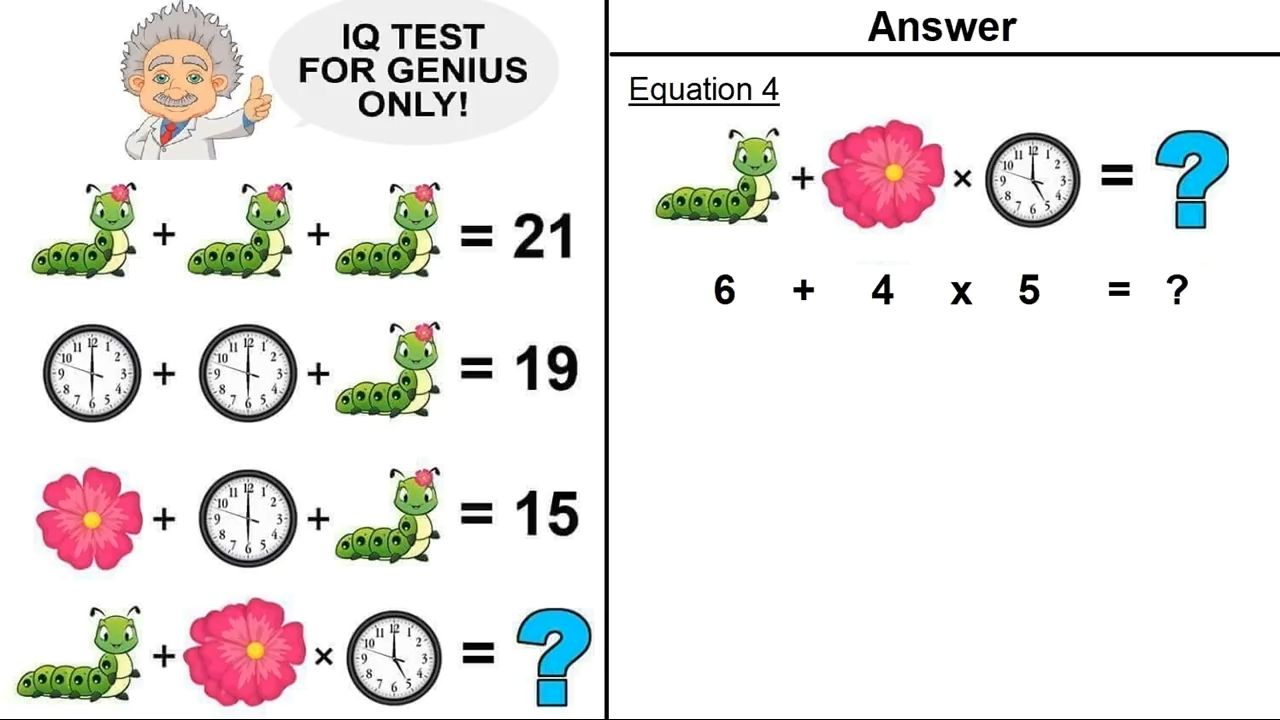 IQ TEST
FOR GENIUS
ONLY!
+ + = 21
+ + = 19
+ + = 15
+ × = ?
Answer
Equation 4
+ × = ?
6 + 4 x 5 = ?